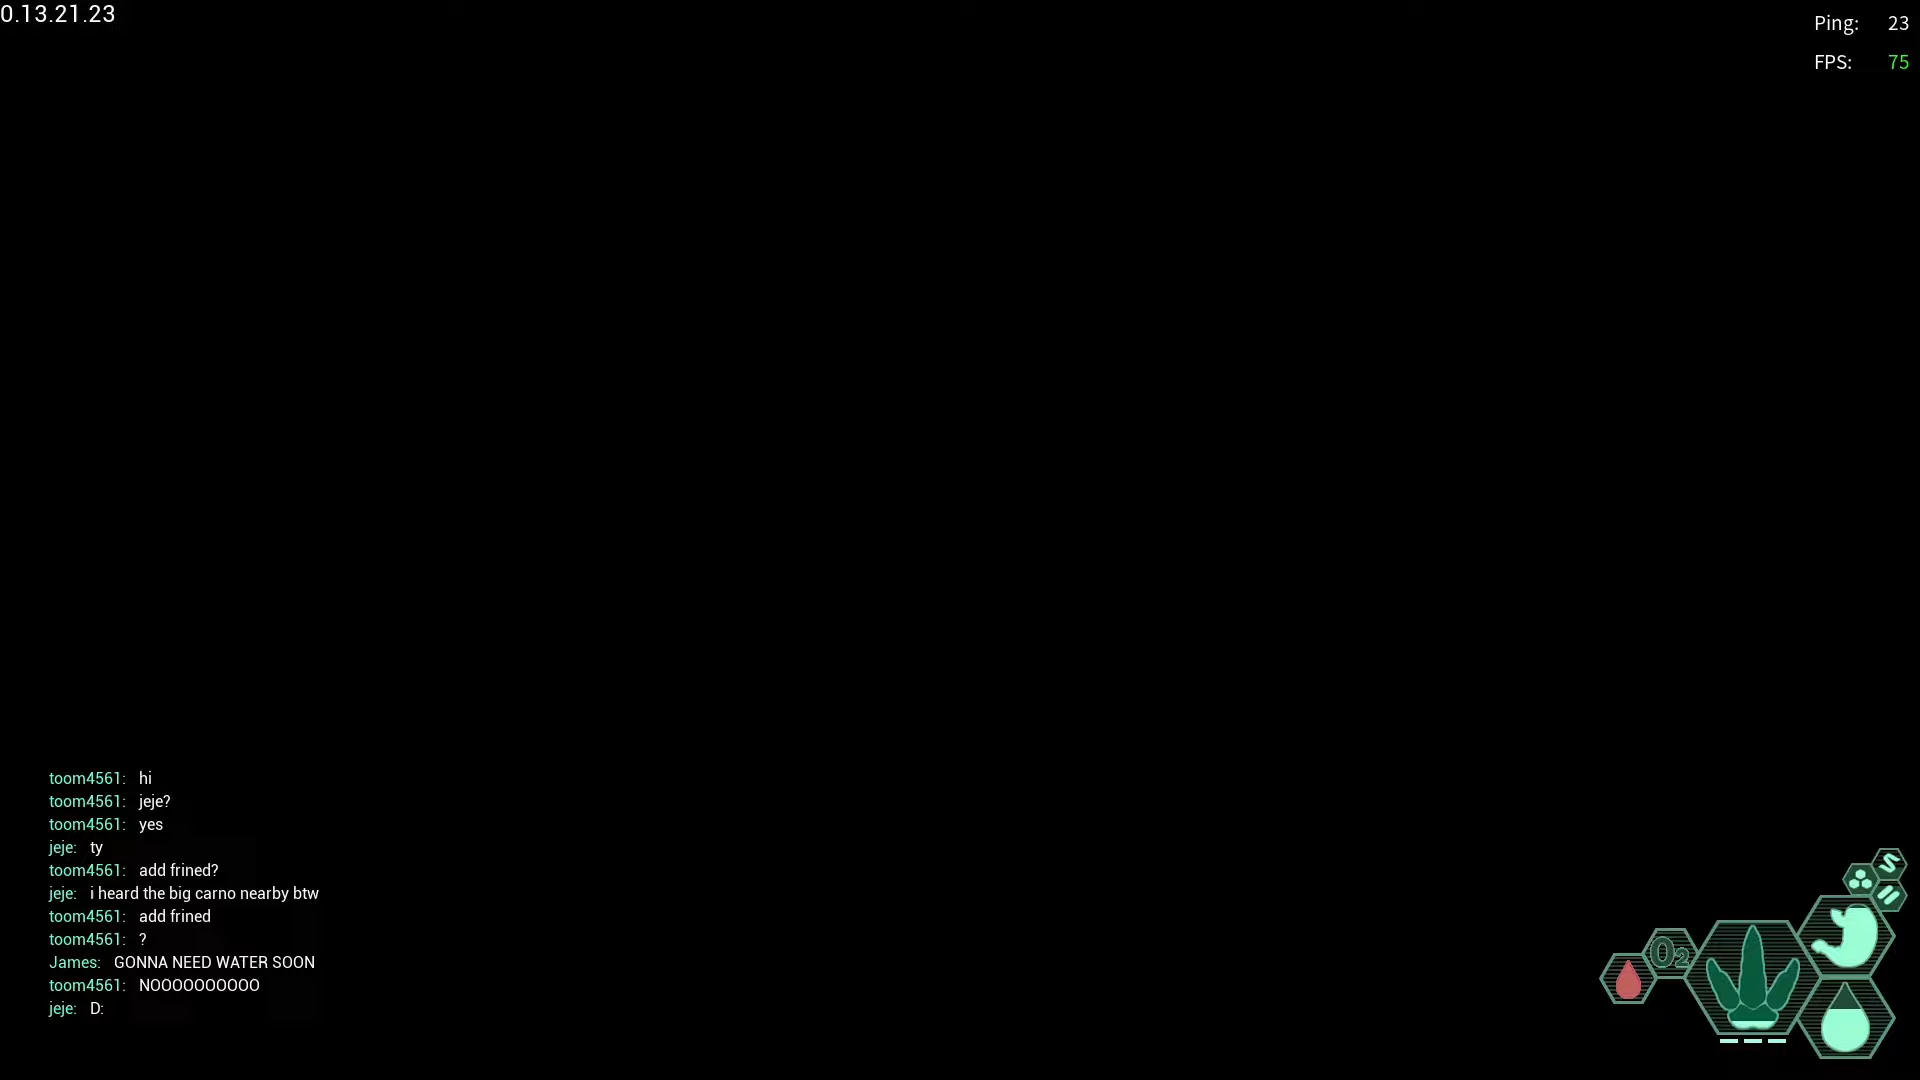 0.13.21.23
Ping: 23
FPS: 75
toom4561: hi
toom4561: jeje?
toom4561: yes
jeje: ty
toom4561: add frined?
jeje: i heard the big carno nearby btw
toom4561: add frined
toom4561: ?
James: GONNA NEED WATER SOON
toom4561: NOOOOOOOOOO
jeje: D:
O2